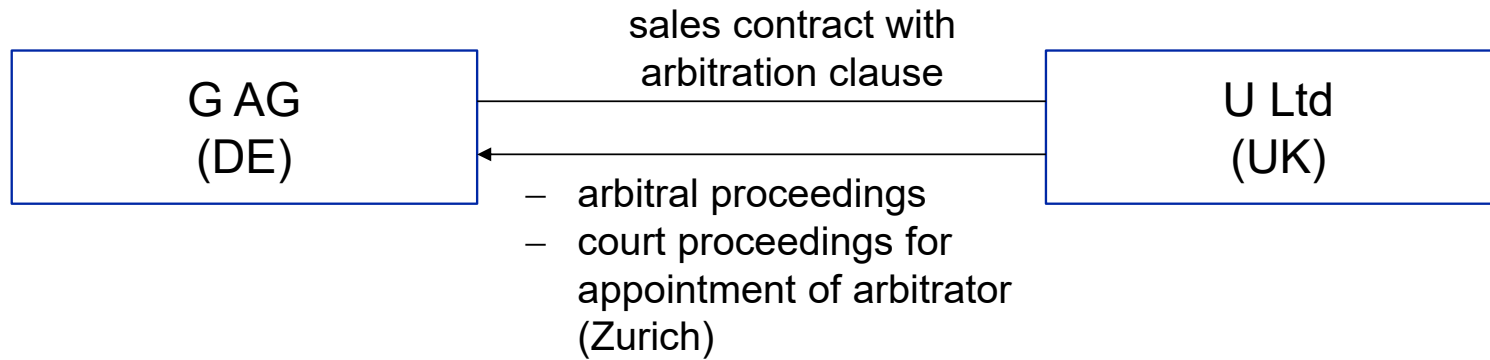 sales contract with
arbitration clause
G AG
(DE)
U Ltd
(UK)
– arbitral proceedings
– court proceedings for
appointment of arbitrator
(Zurich)